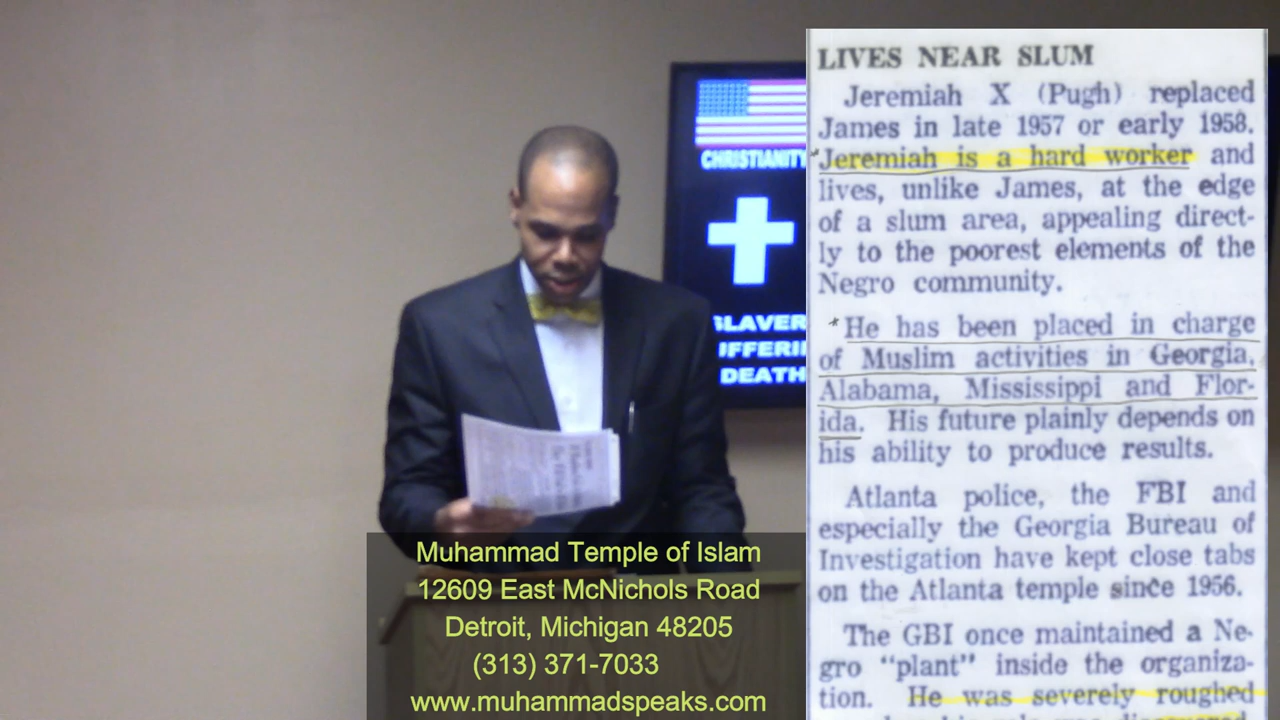 CHRISTIANITY
LIVES NEAR SLUM
Jeremiah X (Pugh) replaced
James in late 1957 or early 1958.
*Jeremiah is a hard worker and
lives, unlike James, at the edge
of a slum area, appealing direct-
ly to the poorest elements of the
Negro community.
*He has been placed in charge
of Muslim activities in Georgia,
Alabama, Mississippi and Flor-
ida. His future plainly depends on
his ability to produce results.
Atlanta police, the FBI and
especially the Georgia Bureau of
Investigation have kept close tabs
on the Atlanta temple since 1956.
The GBI once maintained a Ne-
gro "plant" inside the organiza-
tion. He was severely roughed
SLAVER
UFFERI
DEATH
Muhammad Temple of Islam
12609 East McNichols Road
Detroit, Michigan 48205
(313) 371-7033
www.muhammadspeaks.com